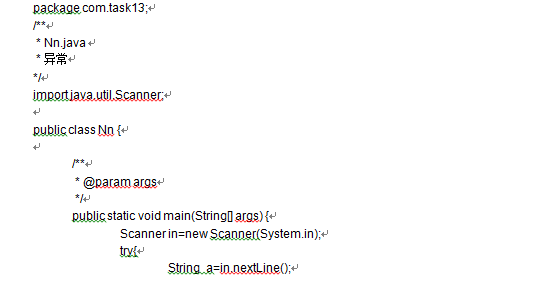 package com.task13;
/**
 * Nn.java
 * 异常
*/
import java.util.Scanner;
public class Nn {
/**
 * @param args
 */
public static void main(String[] args) {
Scanner in=new Scanner(System.in);
try{
String  a=in.nextLine();